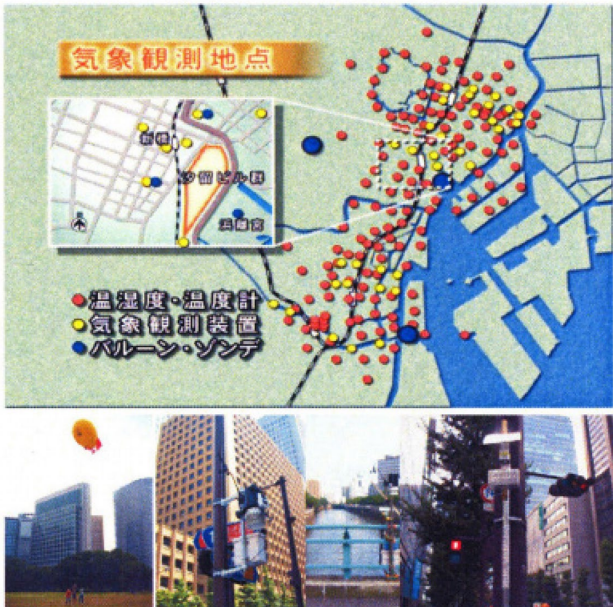 気象観測地点
新橋
汐留ビル群
浜離宮
温湿度・温度計
気象観測装置
バルーン・ゾンデ